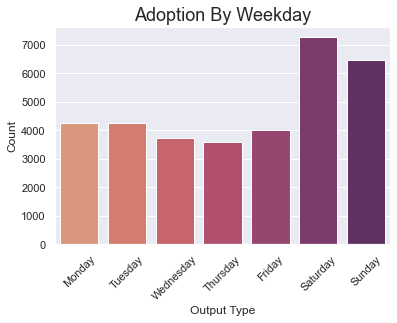 Adoption By Weekday
7000
6000
5000
4000
3000
2000
1000
0
Count
Monday
Tuesday
Wednesday
Thursday
Friday
Saturday
Sunday
Output Type